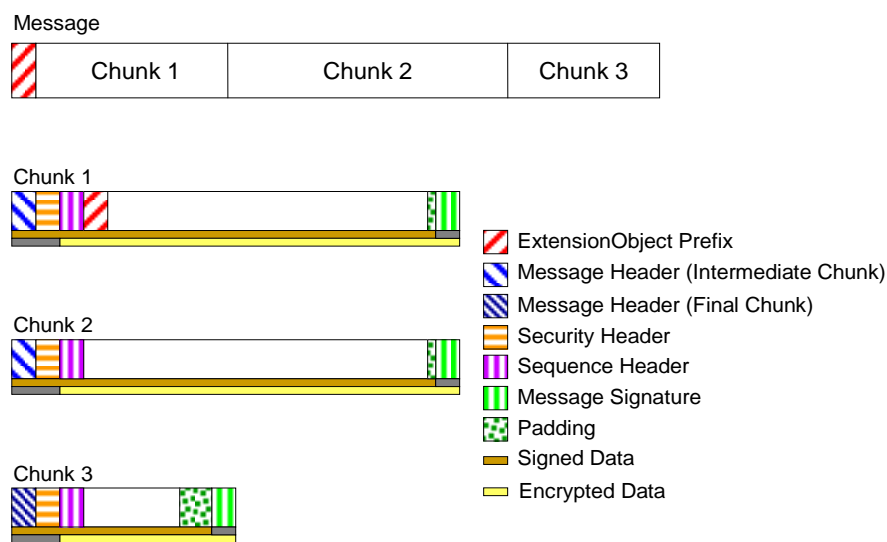 Message
Chunk 1
Chunk 2
Chunk 3
Chunk 1
Chunk 2
Chunk 3
ExtensionObject Prefix
Message Header (Intermediate Chunk)
Message Header (Final Chunk)
Security Header
Sequence Header
Message Signature
Padding
Signed Data
Encrypted Data